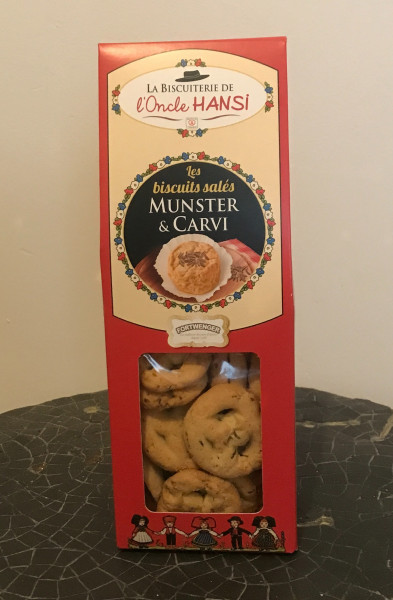 LA BISCUITERIE DE
l'Oncle HANSi
Les
biscuits salés
MUNSTER
& CARVI
FORTWENGER